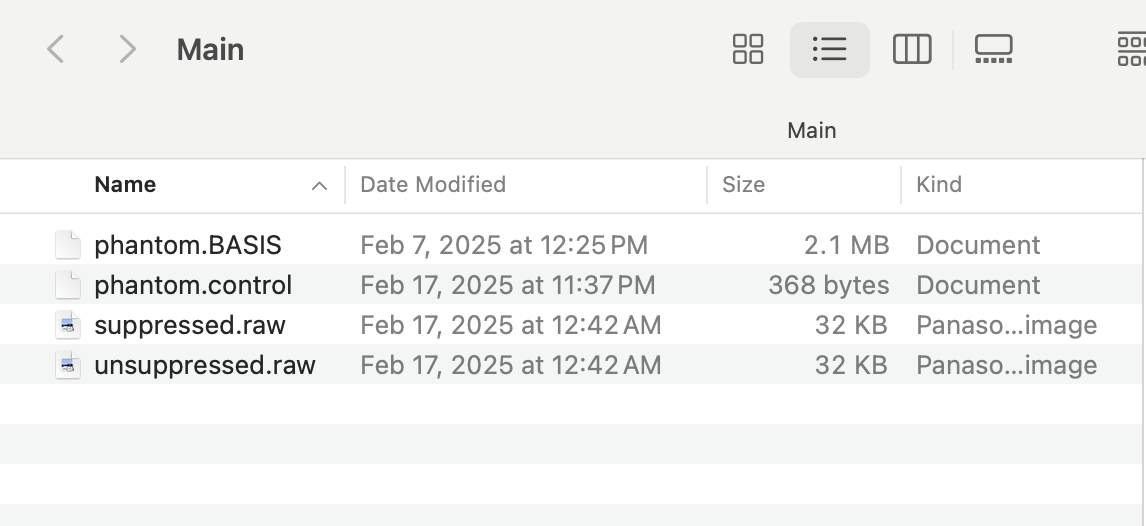 Main
Main
Name Date Modified Size Kind
phantom.BASIS Feb 7, 2025 at 12:25 PM 2.1 MB Document
phantom.control Feb 17, 2025 at 11:37 PM 368 bytes Document
suppressed.raw Feb 17, 2025 at 12:42 AM 32 KB Panaso...image
unsuppressed.raw Feb 17, 2025 at 12:42 AM 32 KB Panaso...image